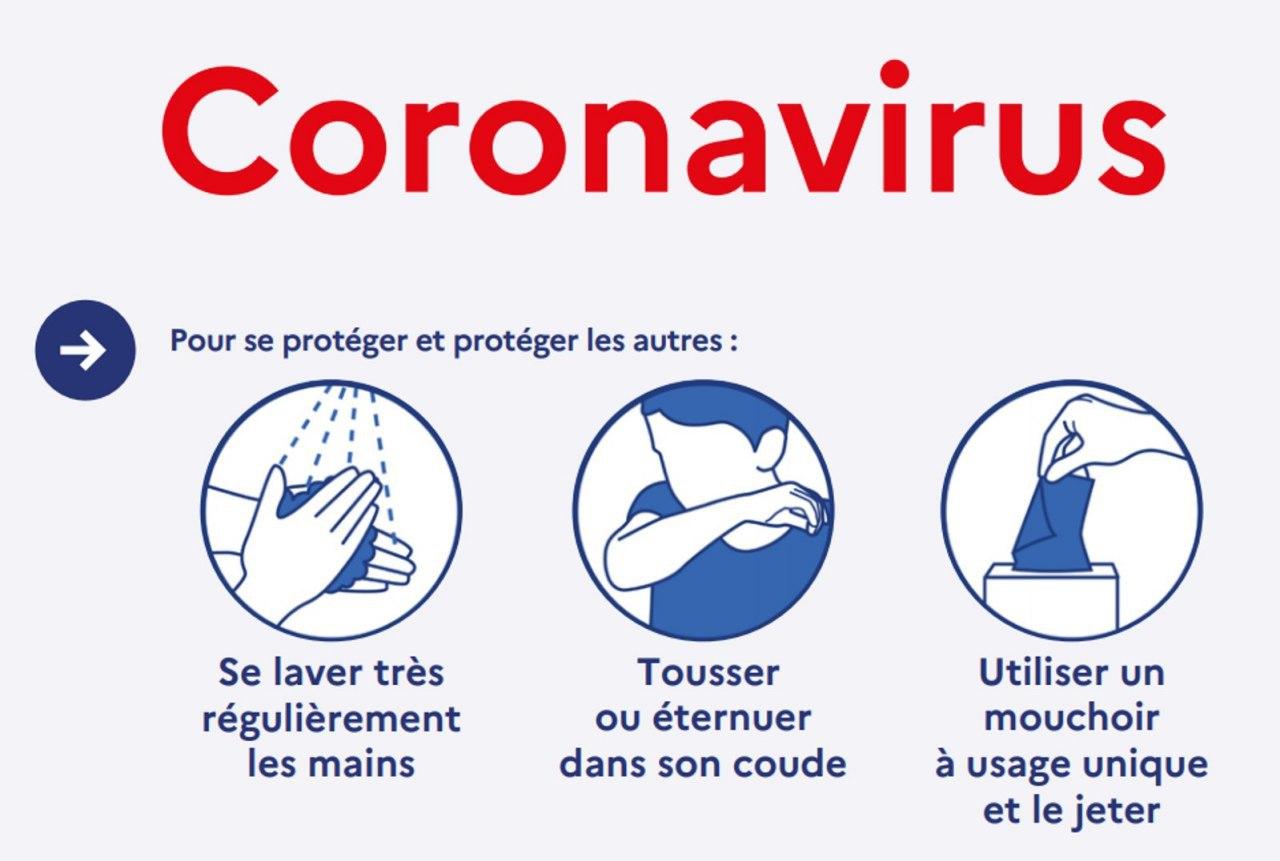 Coronavirus
Pour se protéger et protéger les autres :
Se laver très
régulièrement
les mains
Tousser
ou éternuer
dans son coude
Utiliser un
mouchoir
à usage unique
et le jeter